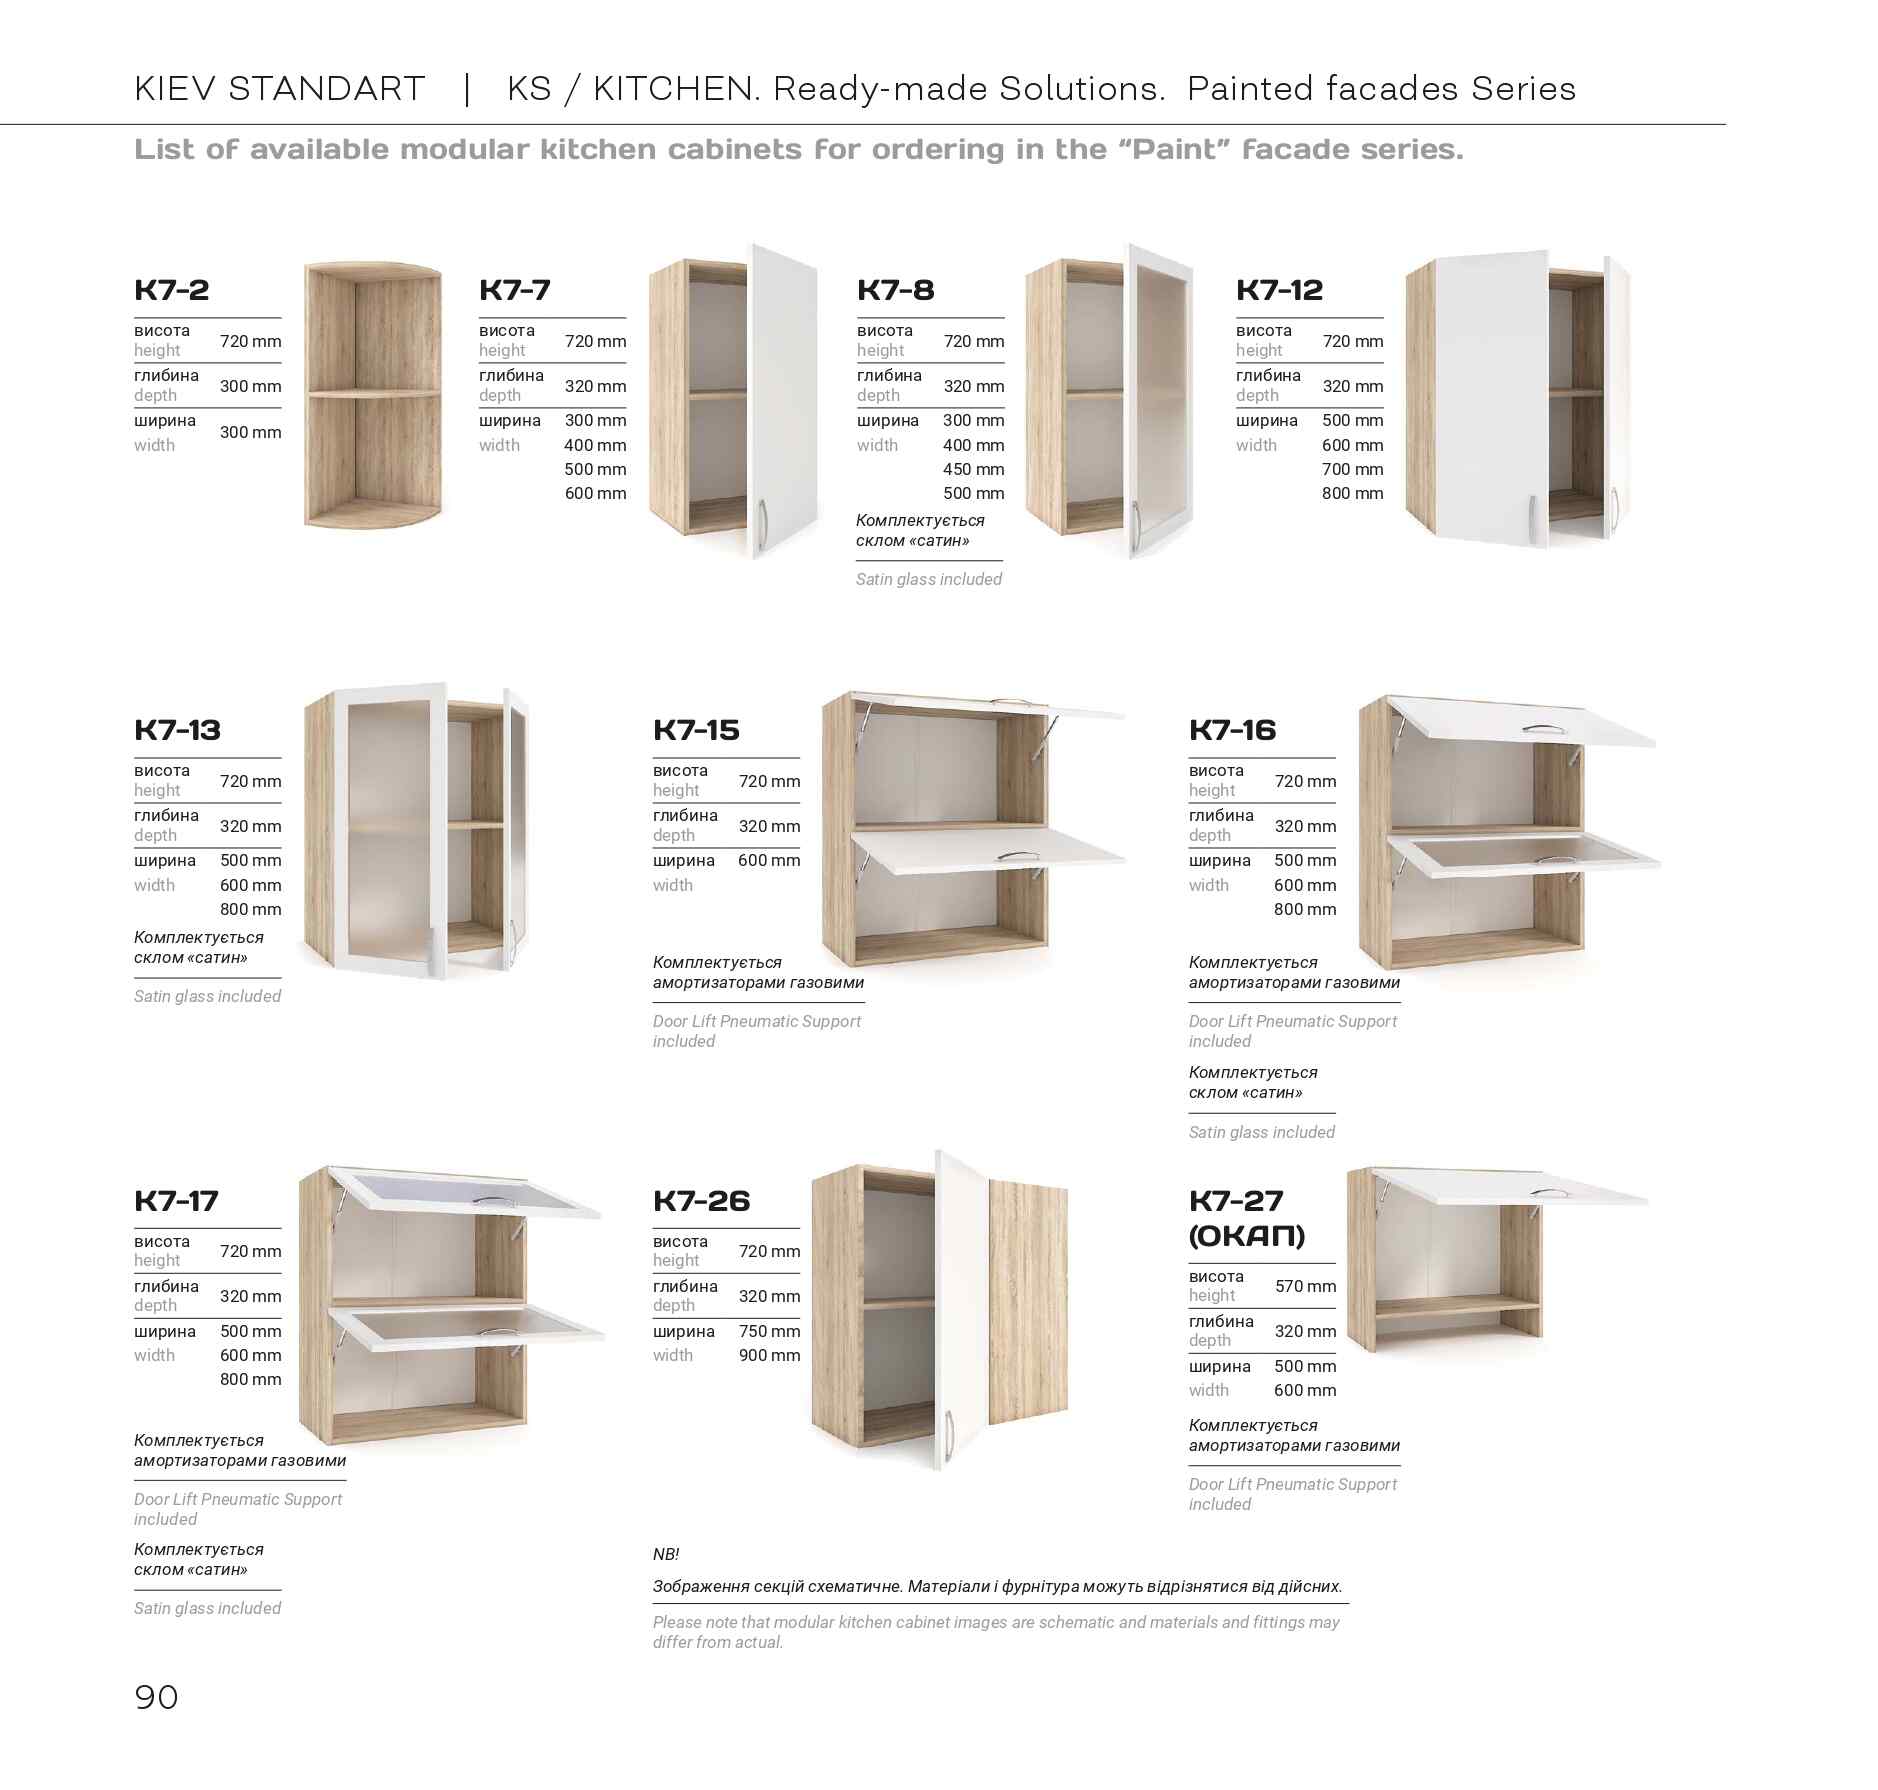 KIEV STANDART | KS / KITCHEN. Ready-made Solutions. Painted facades Series
List of available modular kitchen cabinets for ordering in the “Paint” facade series.
К7-2
висота
height
720 mm
глибина
depth
300 mm
ширина
width
300 mm
К7-7
висота
height
720 mm
глибина
depth
320 mm
ширина 300 mm
width 400 mm
500 mm
600 mm
К7-8
висота
height
720 mm
глибина
depth
320 mm
ширина 300 mm
width 400 mm
450 mm
500 mm
Комплектується
склом «сатин»
Satin glass included
К7-12
висота
height
720 mm
глибина
depth
320 mm
ширина 500 mm
width 600 mm
700 mm
800 mm
К7-13
висота
height
720 mm
глибина
depth
320 mm
ширина 500 mm
width 600 mm
800 mm
Комплектується
склом «сатин»
Satin glass included
К7-15
висота
height
720 mm
глибина
depth
320 mm
ширина 600 mm
width
Комплектується
амортизаторами газовими
Door Lift Pneumatic Support
included
К7-16
висота
height
720 mm
глибина
depth
320 mm
ширина 500 mm
width 600 mm
800 mm
Комплектується
амортизаторами газовими
Door Lift Pneumatic Support
included
Комплектується
склом «сатин»
Satin glass included
К7-17
висота
height
720 mm
глибина
depth
320 mm
ширина 500 mm
width 600 mm
800 mm
Комплектується
амортизаторами газовими
Door Lift Pneumatic Support
included
Комплектується
склом «сатин»
Satin glass included
К7-26
висота
height
720 mm
глибина
depth
320 mm
ширина 750 mm
width 900 mm
К7-27
(ОКАП)
висота
height
570 mm
глибина
depth
320 mm
ширина 500 mm
width 600 mm
Комплектується
амортизаторами газовими
Door Lift Pneumatic Support
included
NB!
Зображення секцій схематичне. Матеріали і фурнітура можуть відрізнятися від дійсних.
Please note that modular kitchen cabinet images are schematic and materials and fittings may
differ from actual.
90